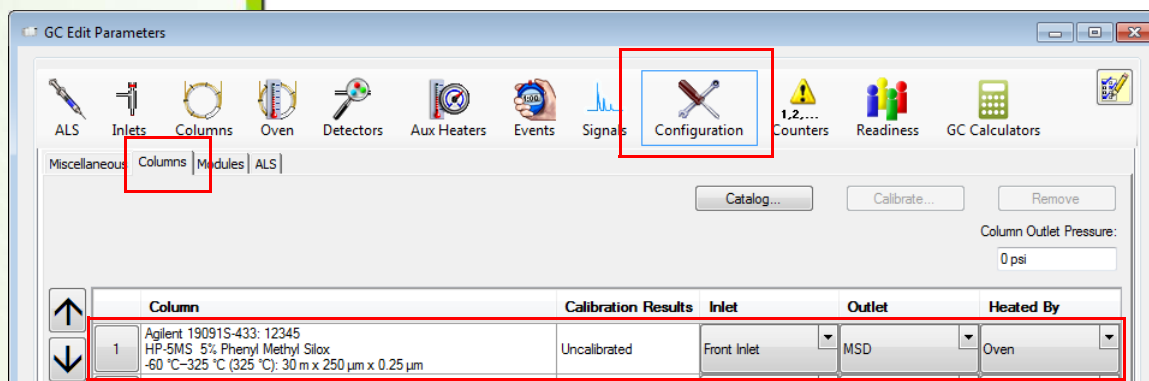 GC Edit Parameters
1,2,...
ALS Inlets Columns Oven Detectors Aux Heaters Events Signals Configuration Counters Readiness GC Calculators
Miscellaneous Columns Modules ALS
Catalog... Calibrate... Remove
Column Outlet Pressure:
0 psi
Column Calibration Results Inlet Outlet Heated By
1
Agilent 19091S-433: 12345
HP-5MS 5% Phenyl Methyl Silox
-60 °C—325 °C (325 °C): 30 m x 250 µm x 0.25 µm
Uncalibrated Front Inlet MSD Oven